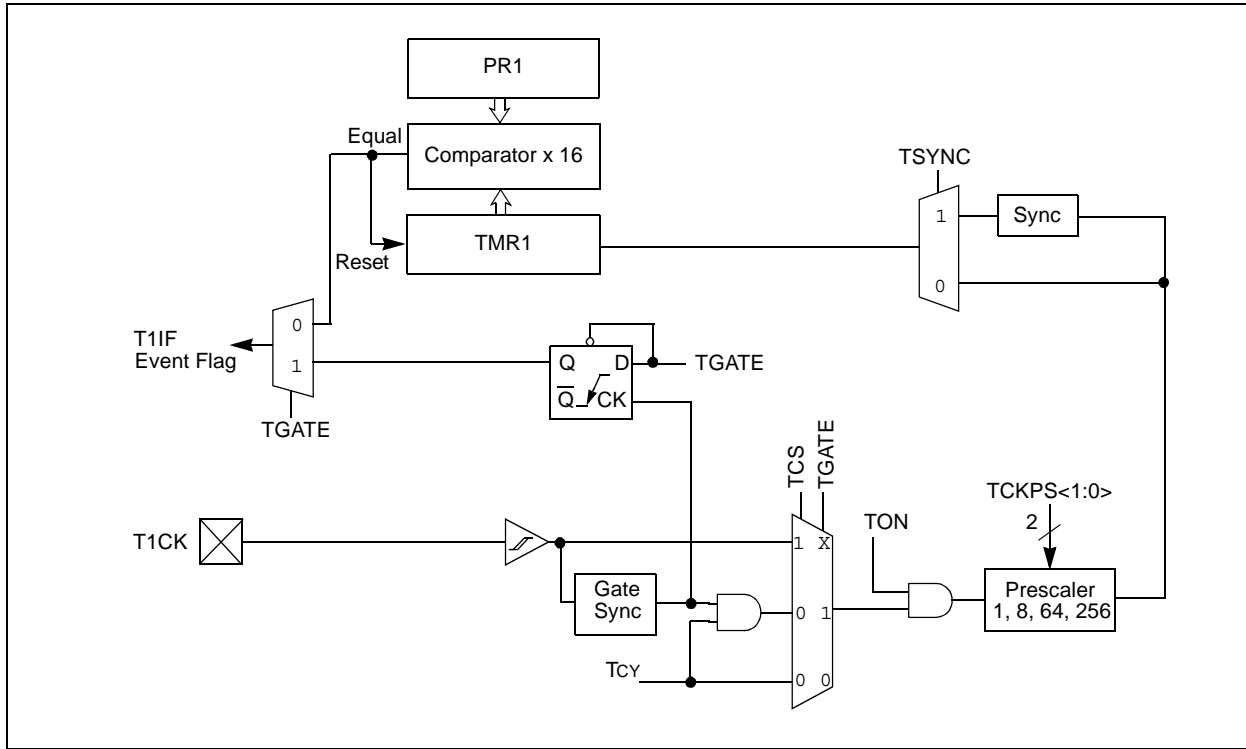 PR1
Equal
Comparator x 16
TSYNC
1
Sync
TMR1
Reset
0
0
T1IF
Event Flag
1
Q
D
TGATE
Q
CK
TGATE
TCS
TGATE
TCKPS<1:0>
2
TON
T1CK
1 X
Gate
Sync
0 1
Prescaler
1, 8, 64, 256
TCY
0 0